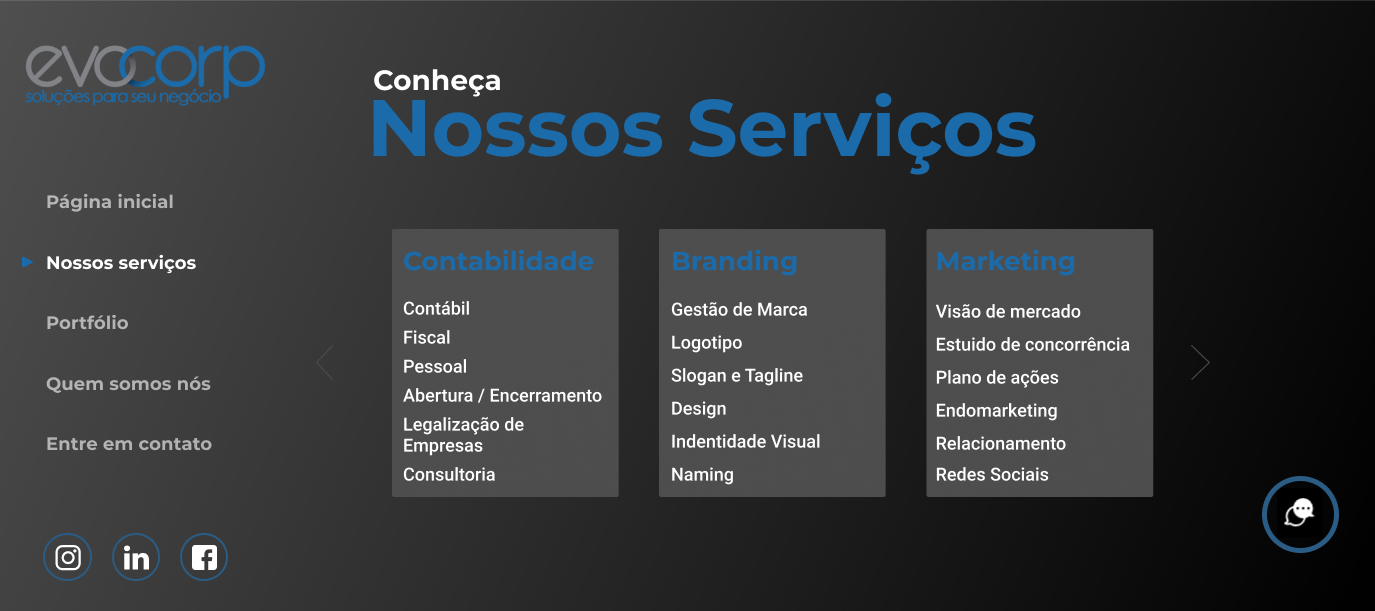 evocorp
soluções para seu negócio
Página inicial
Nossos serviços
Portfólio
Quem somos nós
Entre em contato
Conheça
Nossos Serviços
Contabilidade
Contábil
Fiscal
Pessoal
Abertura / Encerramento
Legalização de
Empresas
Consultoria
Branding
Gestão de Marca
Logotipo
Slogan e Tagline
Design
Indentidade Visual
Naming
Marketing
Visão de mercado
Estuido de concorrência
Plano de ações
Endomarketing
Relacionamento
Redes Sociais